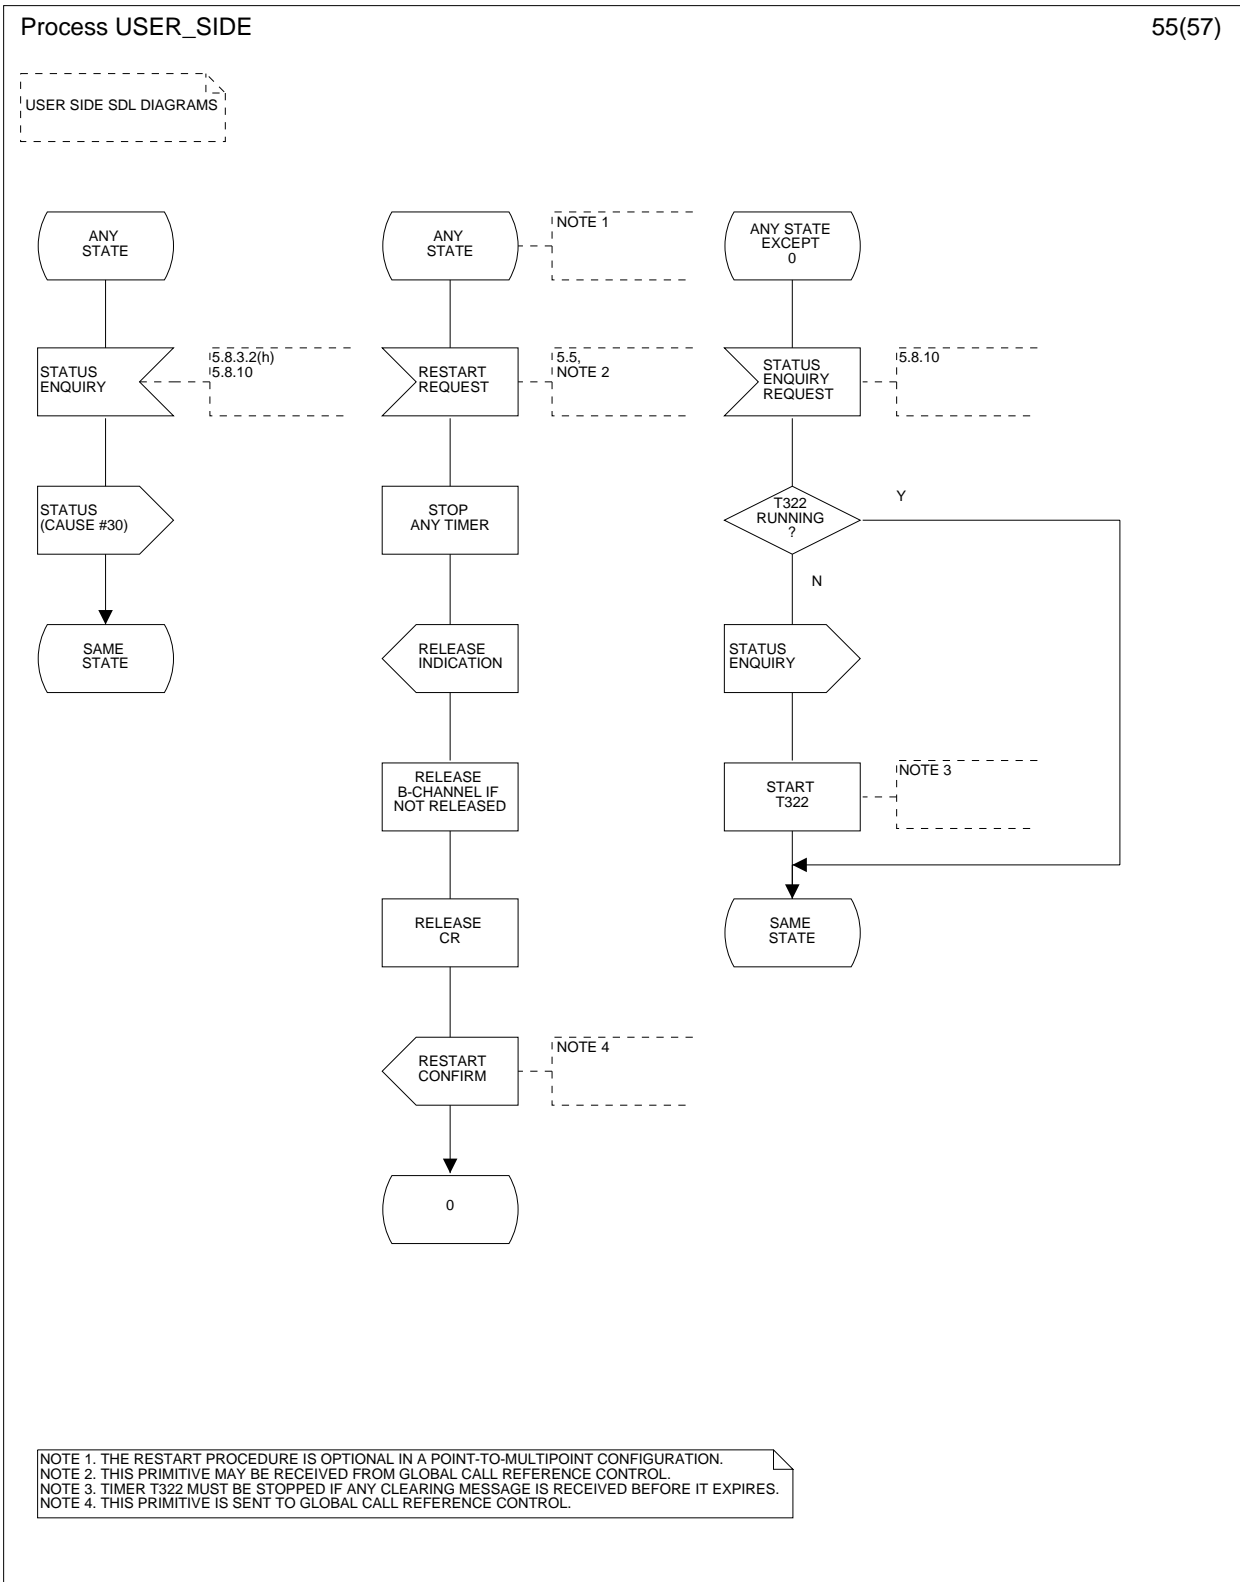 Process USER_SIDE
55(57)
USER SIDE SDL DIAGRAMS
ANY
STATE
STATUS
ENQUIRY
5.8.3.2(h)
5.8.10
STATUS
(CAUSE #30)
SAME
STATE
ANY
STATE
NOTE 1
RESTART
REQUEST
5.5,
NOTE 2
STOP
ANY TIMER
RELEASE
INDICATION
RELEASE
B-CHANNEL IF
NOT RELEASED
RELEASE
CR
RESTART
CONFIRM
NOTE 4
0
ANY STATE
EXCEPT
0
STATUS
ENQUIRY
REQUEST
5.8.10
T322
RUNNING
?
Y
N
STATUS
ENQUIRY
START
T322
NOTE 3
SAME
STATE
NOTE 1. THE RESTART PROCEDURE IS OPTIONAL IN A POINT-TO-MULTIPOINT CONFIGURATION.
NOTE 2. THIS PRIMITIVE MAY BE RECEIVED FROM GLOBAL CALL REFERENCE CONTROL.
NOTE 3. TIMER T322 MUST BE STOPPED IF ANY CLEARING MESSAGE IS RECEIVED BEFORE IT EXPIRES.
NOTE 4. THIS PRIMITIVE IS SENT TO GLOBAL CALL REFERENCE CONTROL.